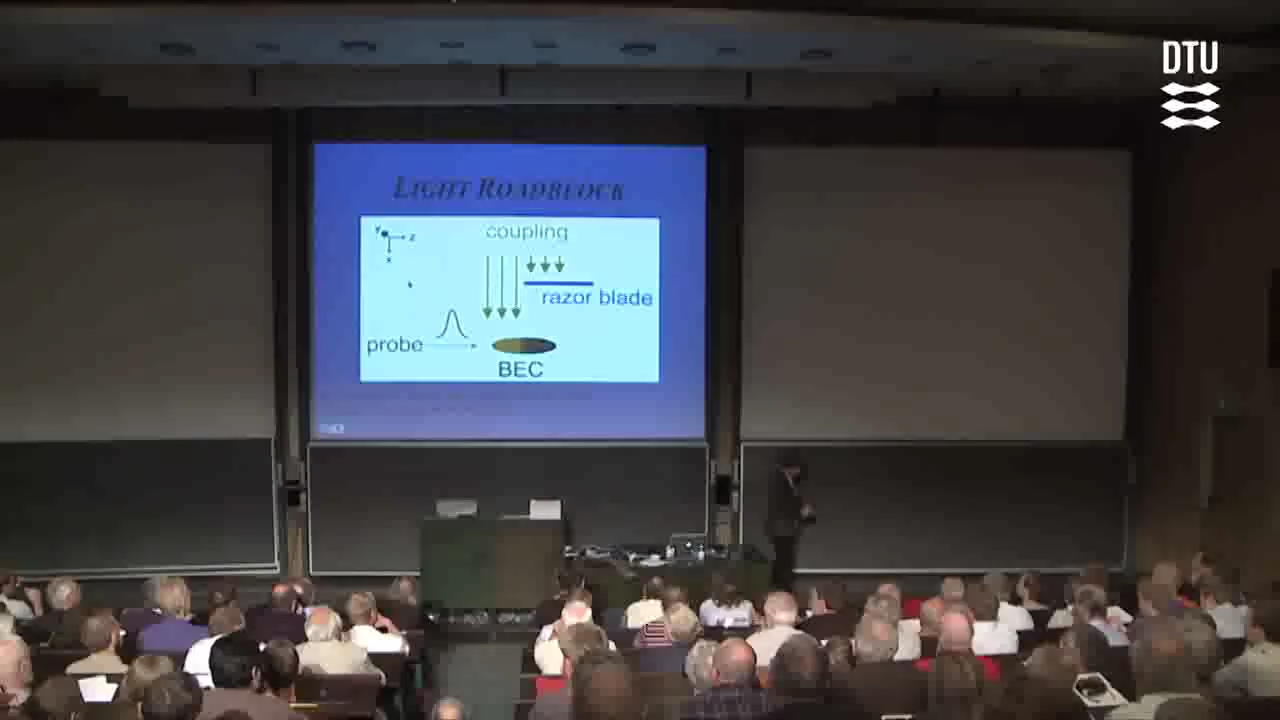 DTU
LIGHT ROADBLOCK
y
z
x
coupling
razor blade
probe
BEC